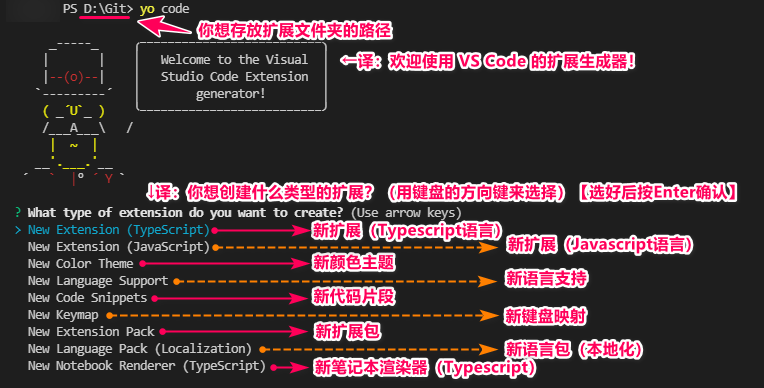 PS D:\Git> yo code
你想存放扩展文件夹的路径
Welcome to the Visual
Studio Code Extension
generator!
←译：欢迎使用 VS Code 的扩展生成器！
↓译：你想创建什么类型的扩展？（用键盘的方向键来选择）【选好后按Enter确认】
? What type of extension do you want to create? (Use arrow keys)
> New Extension (TypeScript) 新扩展（Typescript语言）
New Extension (JavaScript) 新扩展（Javascript语言）
New Color Theme 新颜色主题
New Language Support 新语言支持
New Code Snippets 新代码片段
New Keymap 新键盘映射
New Extension Pack 新扩展包
New Language Pack (Localization) 新语言包（本地化）
New Notebook Renderer (TypeScript) 新笔记本渲染器（Typescript）